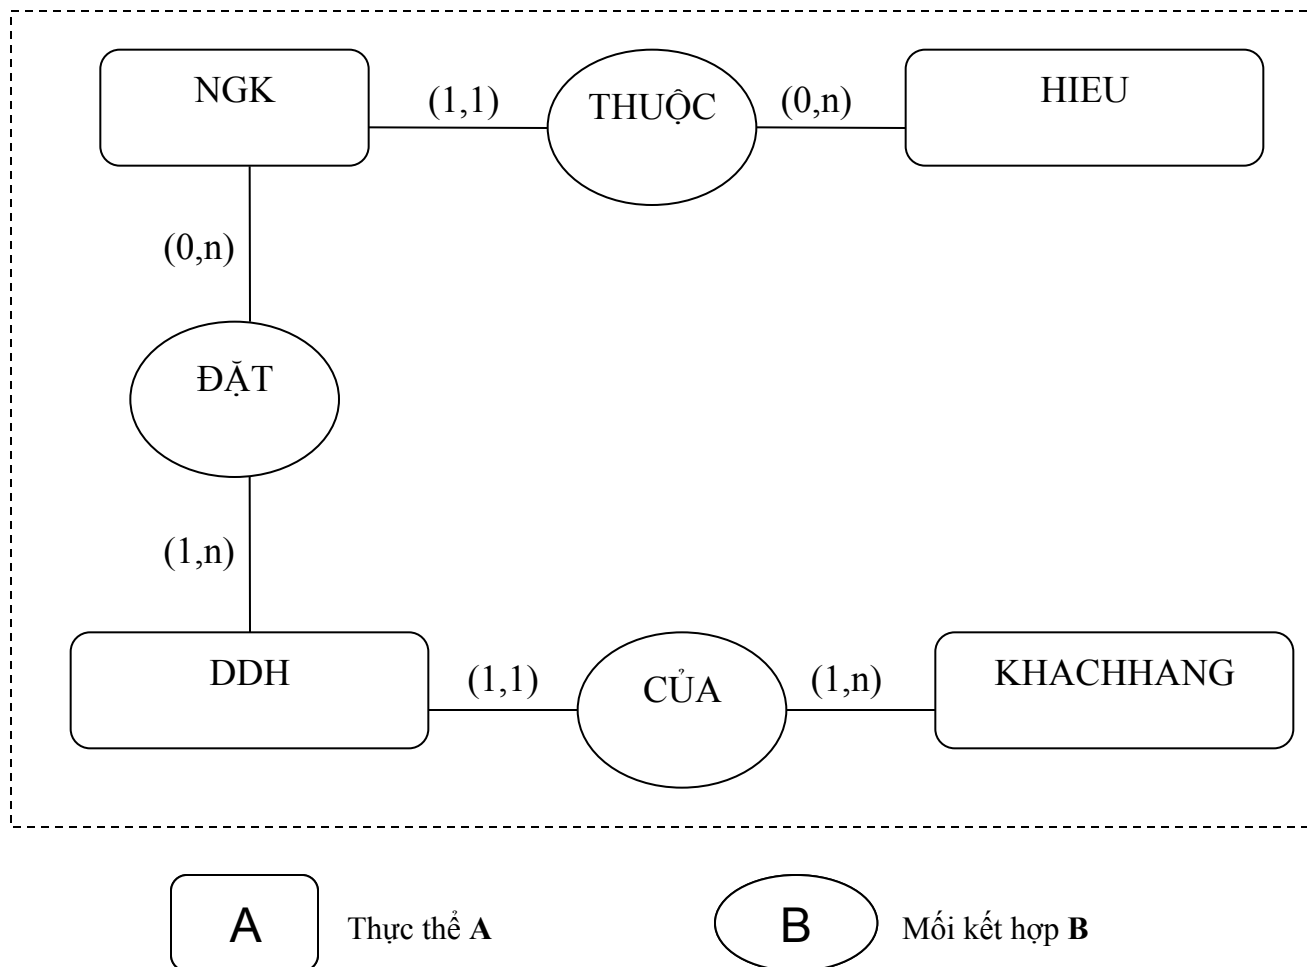 NGK (1,1) THUỘC (0,n) HIEU
(0,n)
ĐẶT
(1,n)
DDH (1,1) CỦA (1,n) KHACHHANG
A Thực thể A B Mối kết hợp B